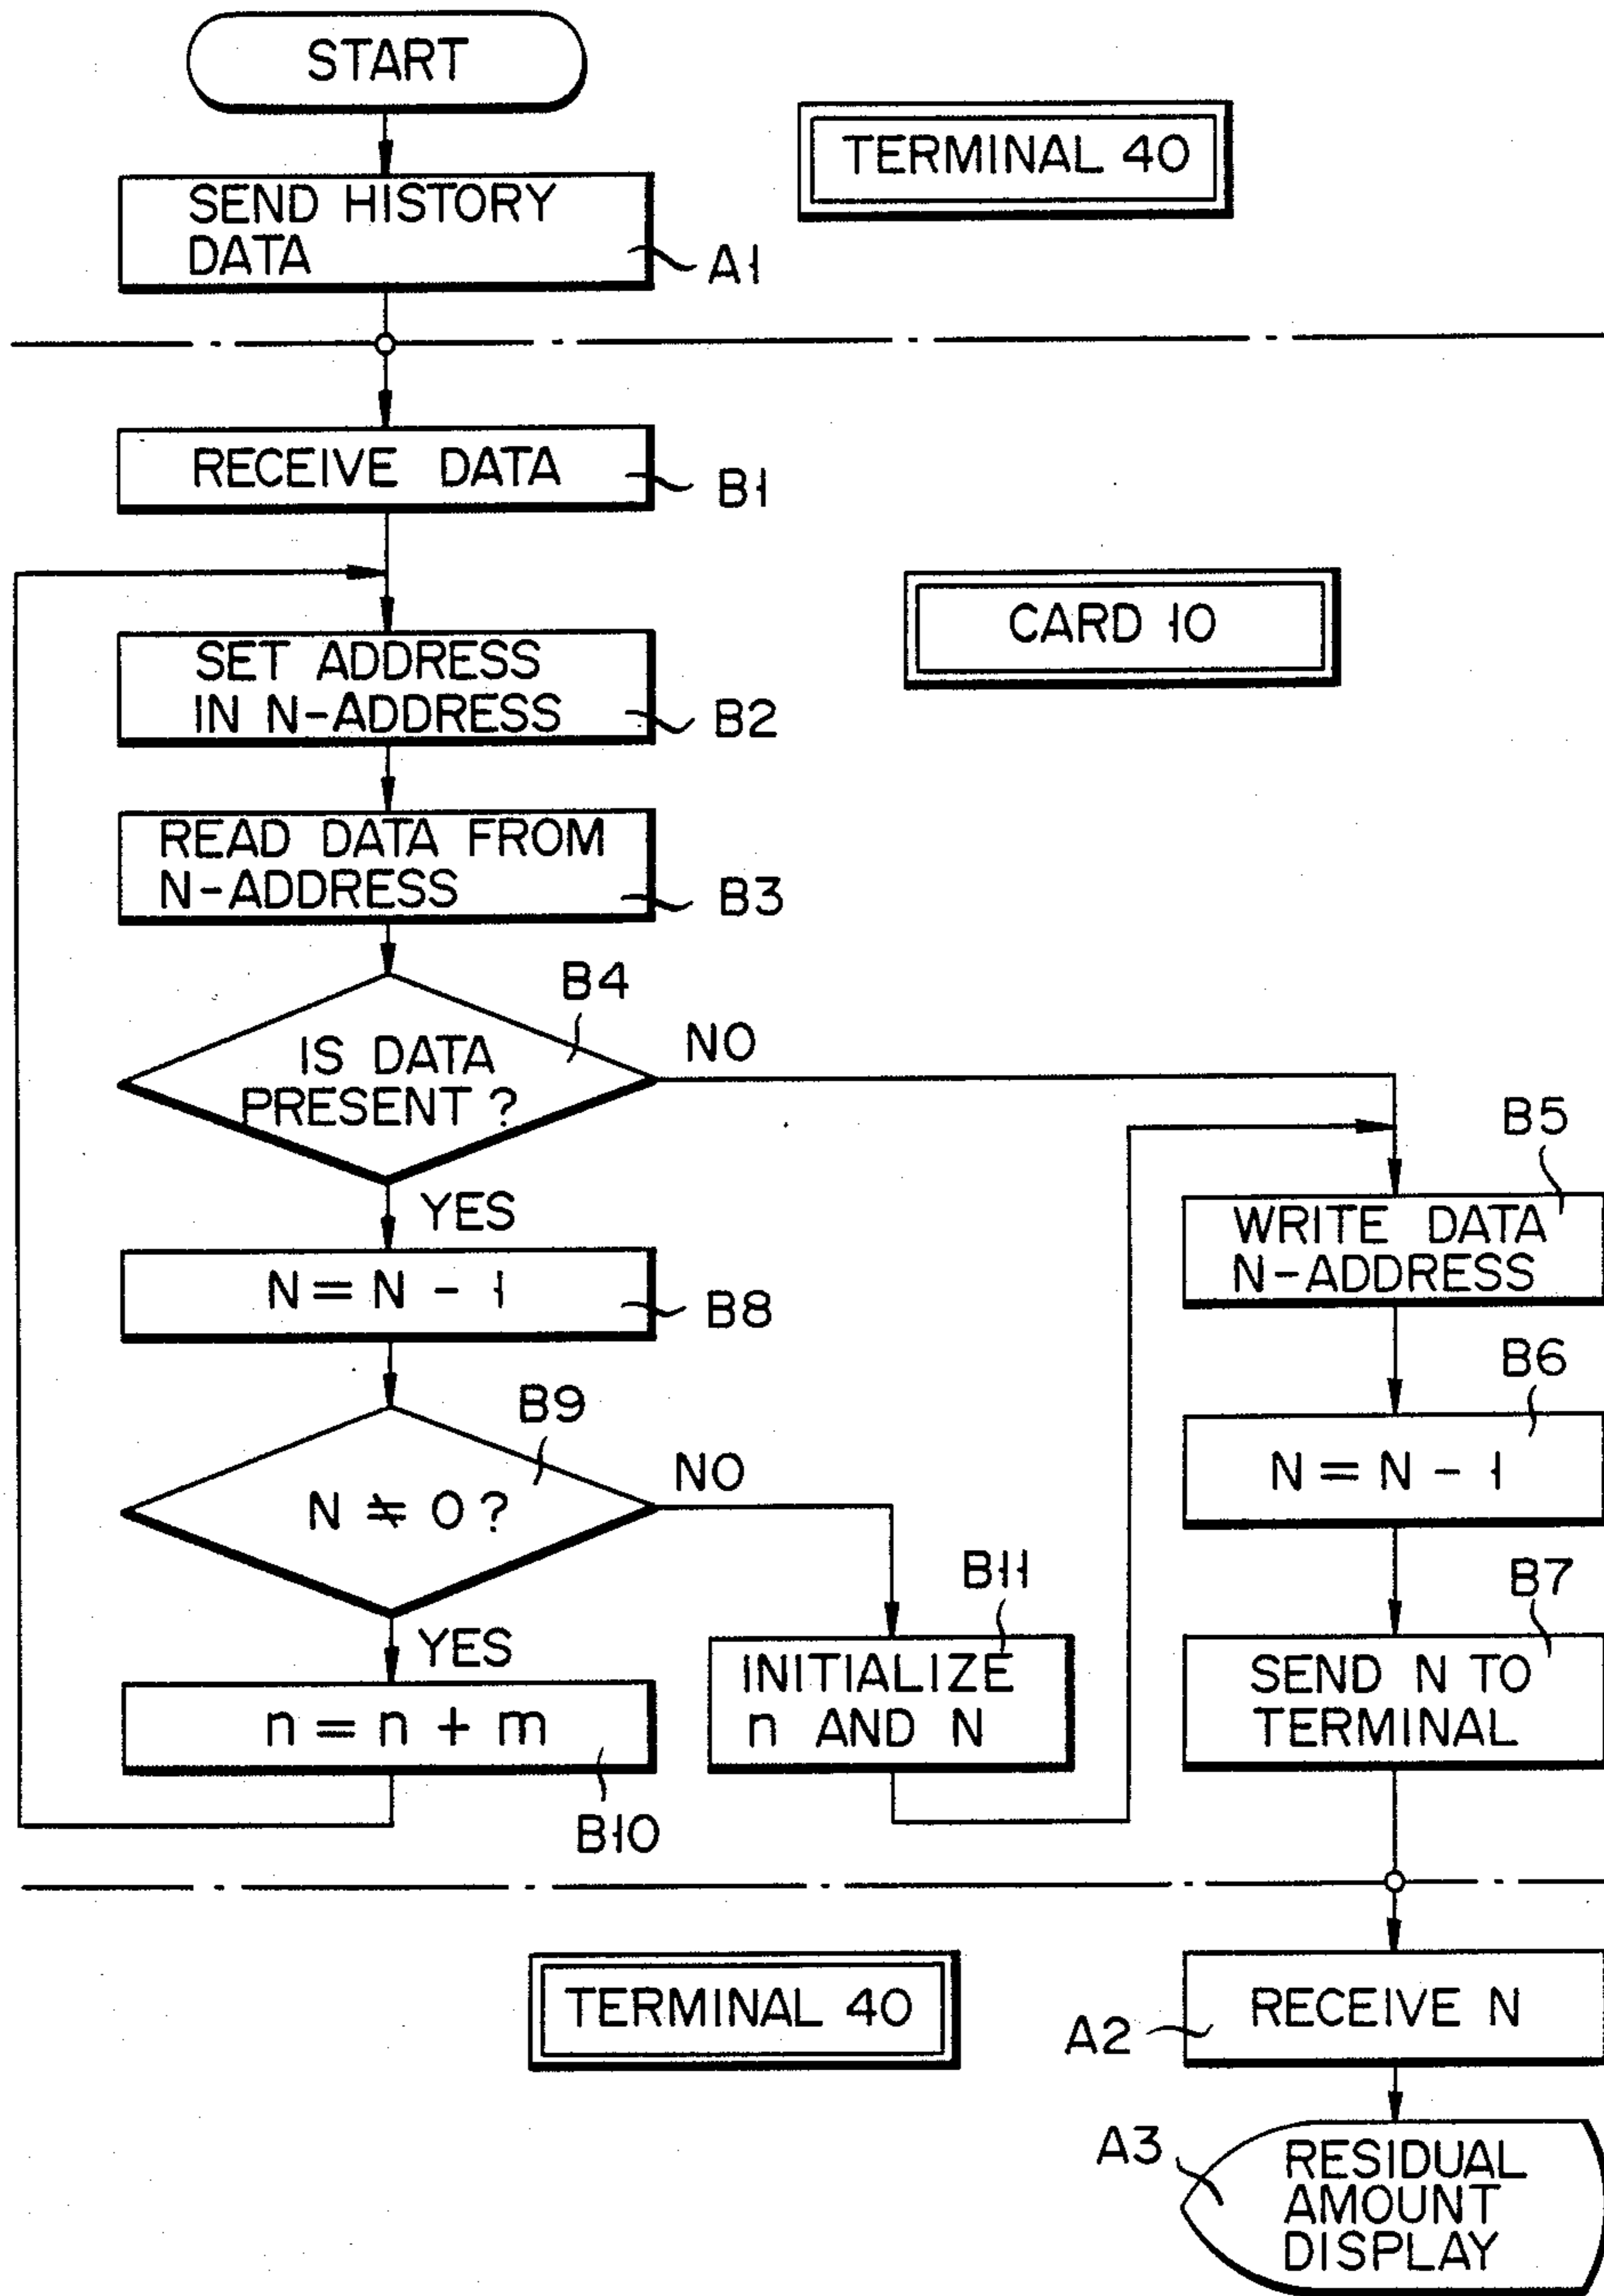 START
TERMINAL 40
SEND HISTORY
DATA
A1
RECEIVE DATA
B1
CARD 10
SET ADDRESS
IN N-ADDRESS
B2
READ DATA FROM
N-ADDRESS
B3
B4
IS DATA
PRESENT?
NO
YES
B5
WRITE DATA
N-ADDRESS
N = N - 1
B8
B6
N = N - 1
B9
N ≠ 0?
NO
YES
B11
INITIALIZE
n AND N
B7
SEND N TO
TERMINAL
n = n + m
B10
TERMINAL 40
RECEIVE N
A2
A3
RESIDUAL
AMOUNT
DISPLAY